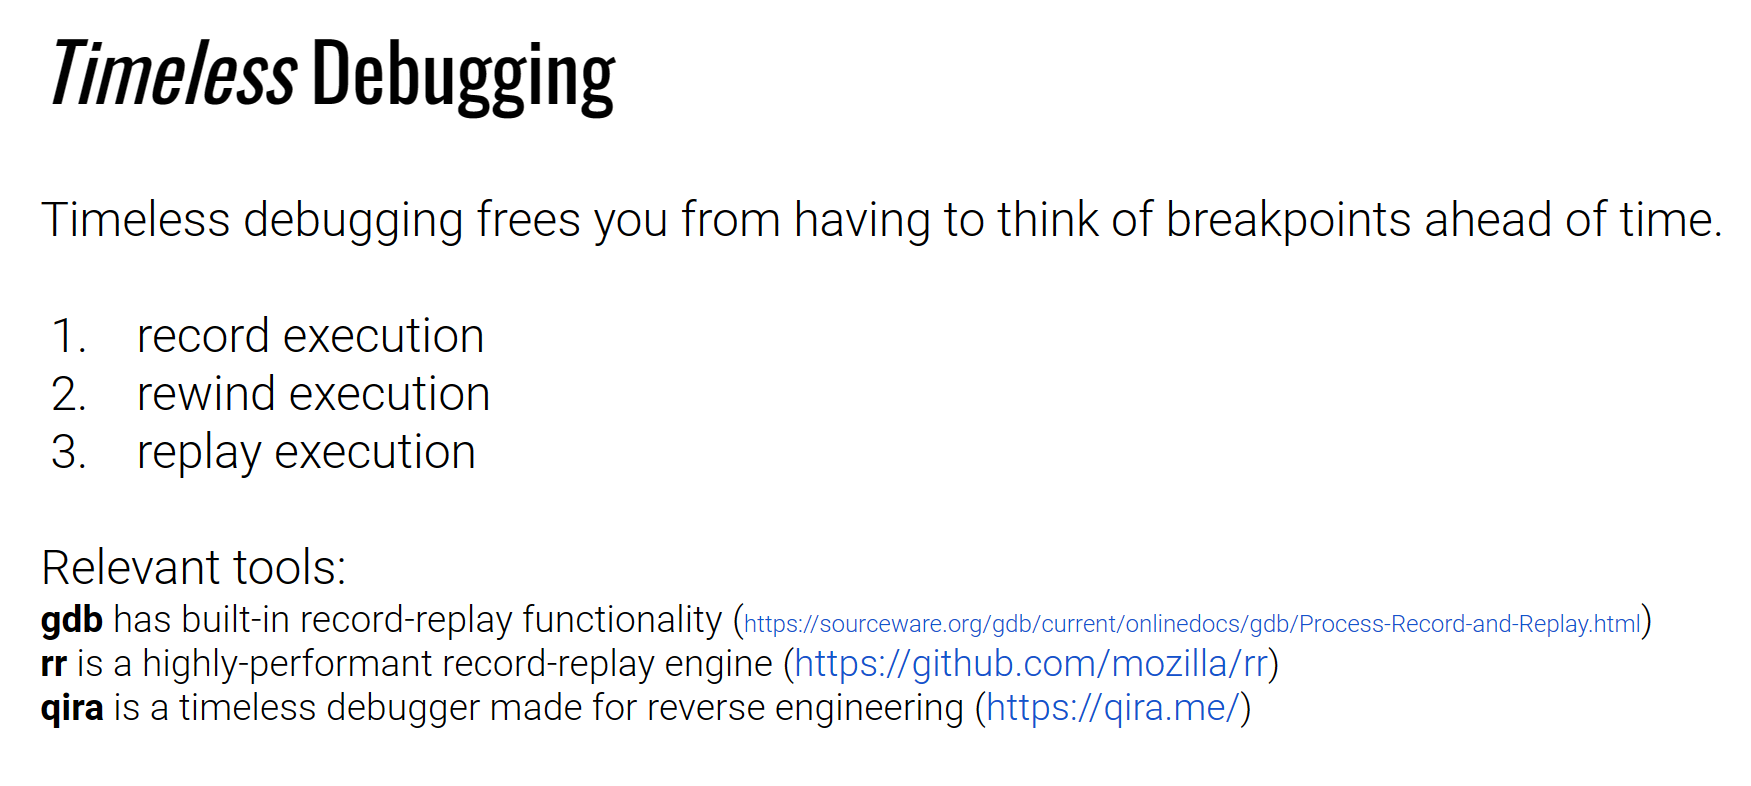 Timeless Debugging
Timeless debugging frees you from having to think of breakpoints ahead of time.
1. record execution
2. rewind execution
3. replay execution
Relevant tools:
gdb has built-in record-replay functionality (https://sourceware.org/gdb/current/onlinedocs/gdb/Process-Record-and-Replay.html)
rr is a highly-performant record-replay engine (https://github.com/mozilla/rr)
qira is a timeless debugger made for reverse engineering (https://qira.me/)